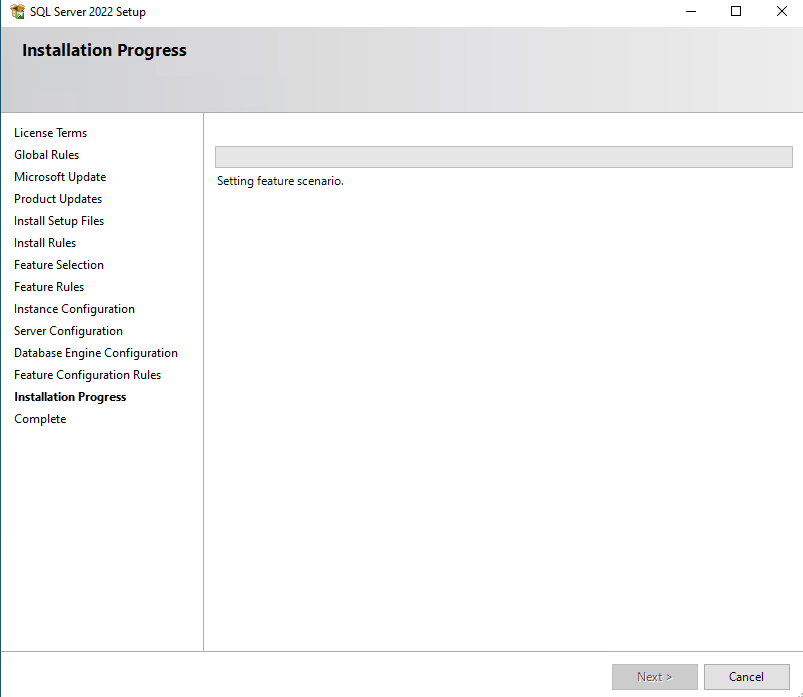 SQL Server 2022 Setup
Installation Progress
License Terms
Global Rules
Microsoft Update
Product Updates
Install Setup Files
Install Rules
Feature Selection
Feature Rules
Instance Configuration
Server Configuration
Database Engine Configuration
Feature Configuration Rules
Installation Progress
Complete
Setting feature scenario.
Next >
Cancel